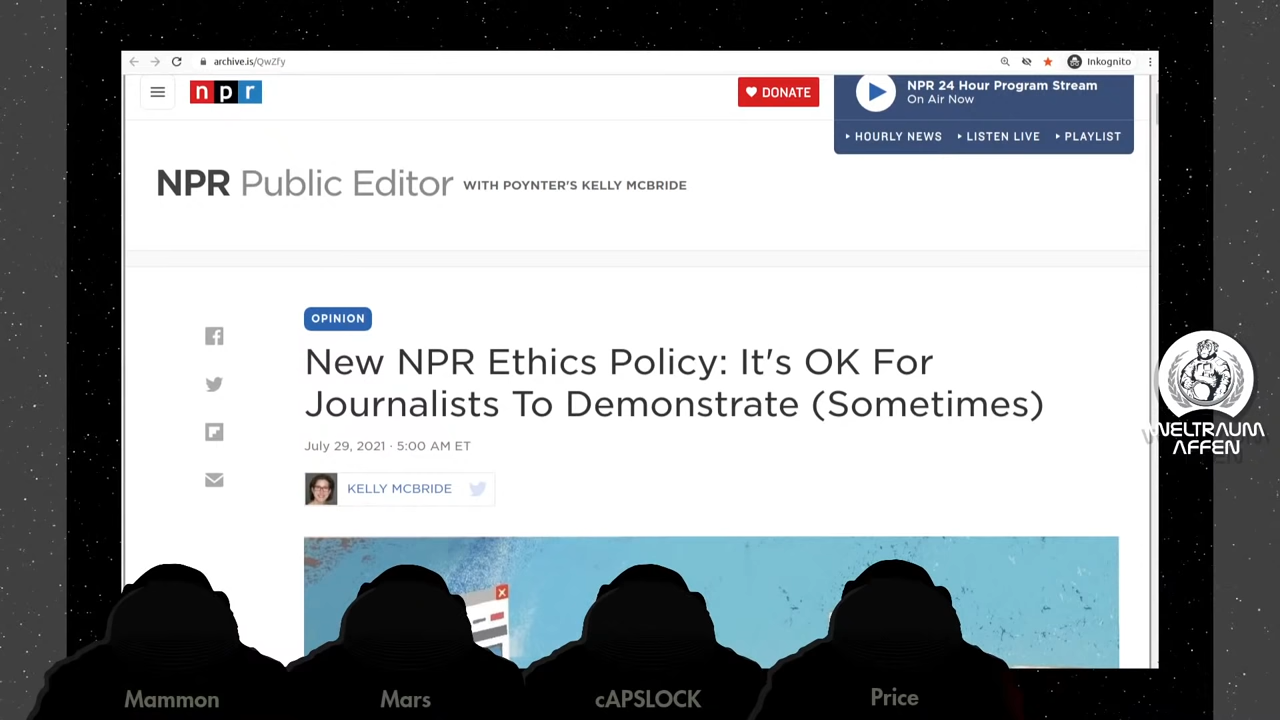 archive.is/QwZfy
Inkognito
npr
DONATE
NPR 24 Hour Program Stream
On Air Now
HOURLY NEWS
LISTEN LIVE
PLAYLIST
NPR Public Editor WITH POYNTER'S KELLY MCBRIDE
OPINION
New NPR Ethics Policy: It's OK For
Journalists To Demonstrate (Sometimes)
July 29, 2021 · 5:00 AM ET
KELLY MCBRIDE
WELTRAUM
AFFEN
Mammon
Mars
cAPSLOCK
Price